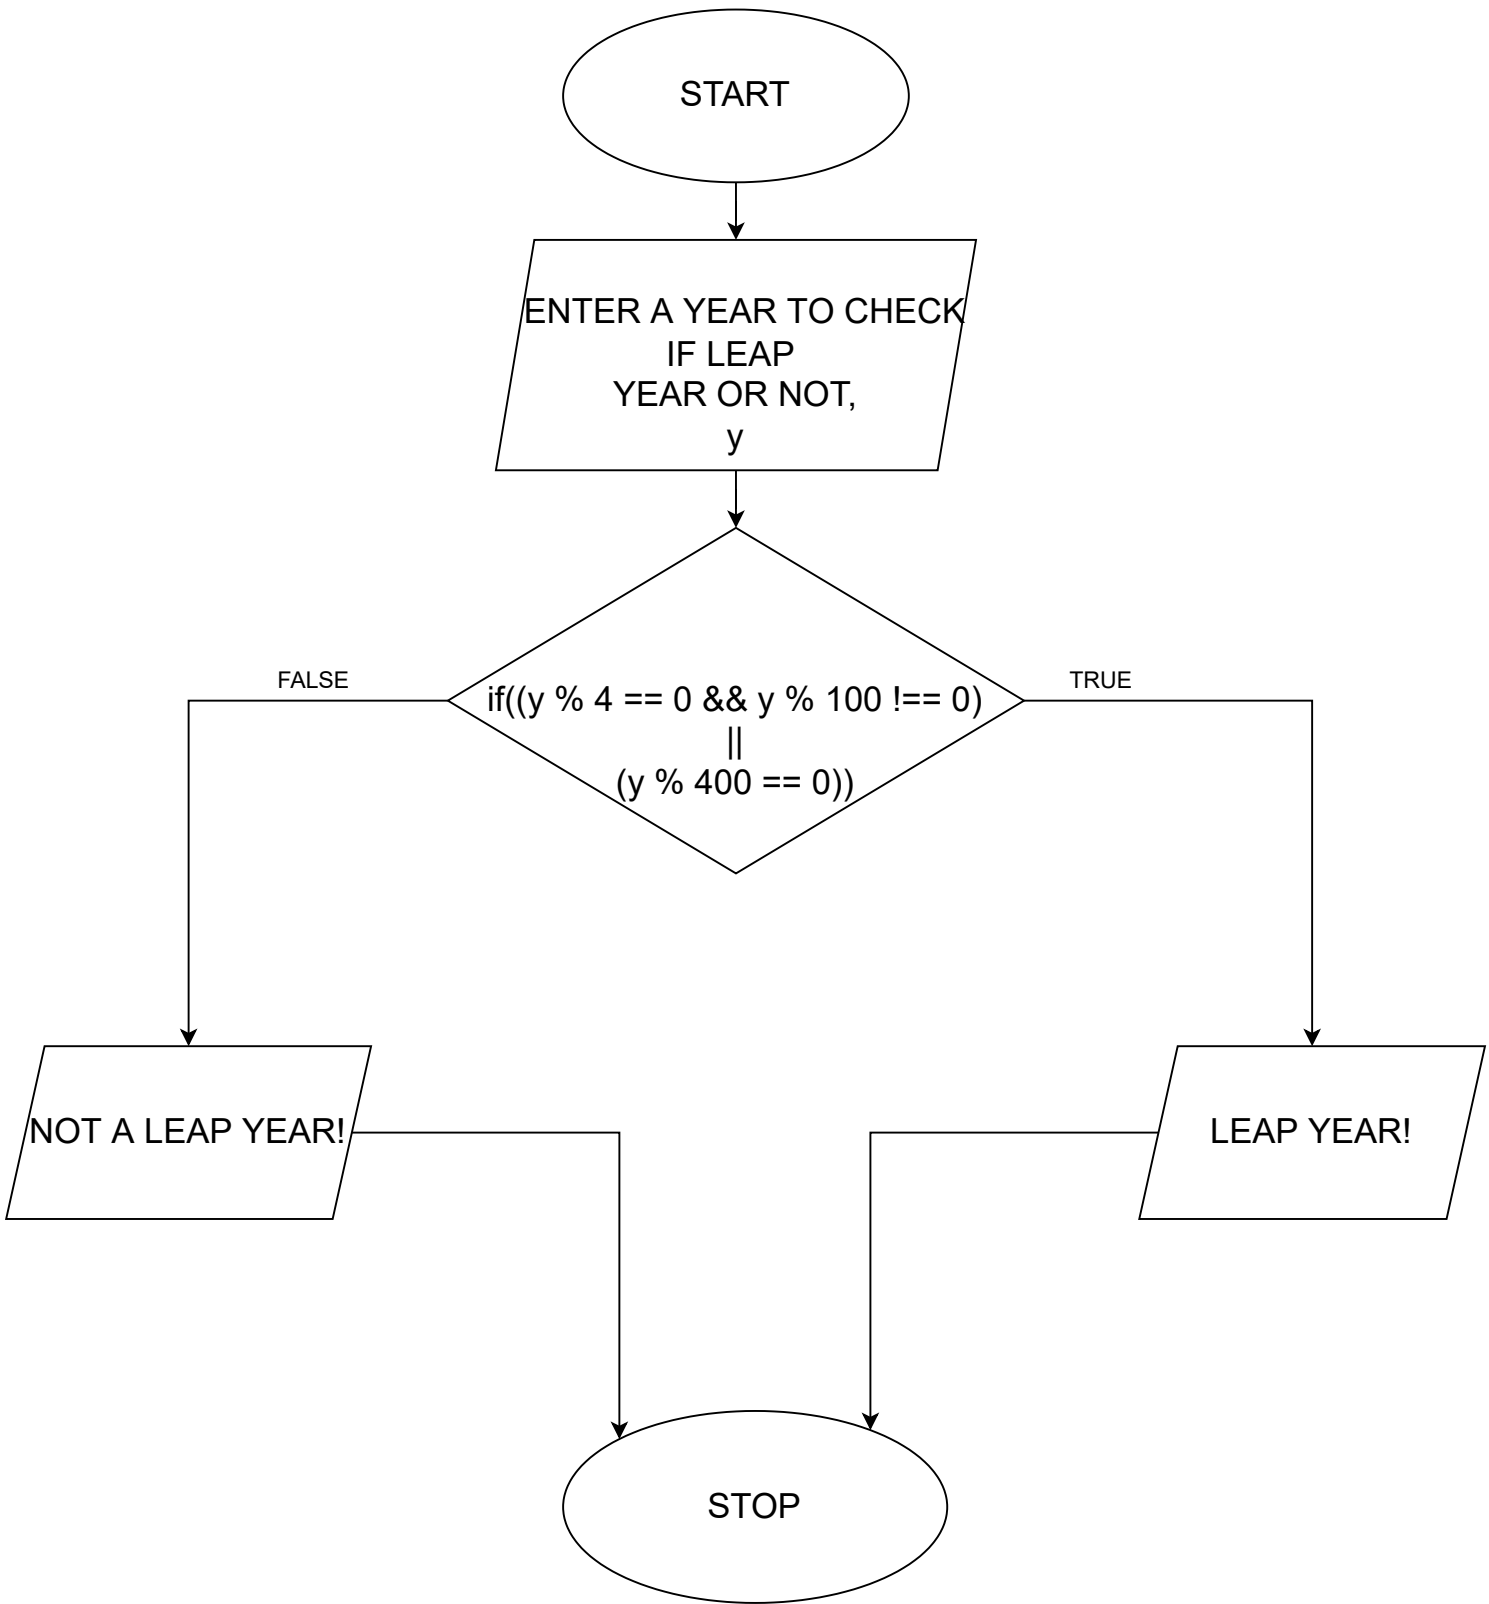 START
ENTER A YEAR TO CHECK
IF LEAP
YEAR OR NOT,
y
FALSE
TRUE
if((y % 4 == 0 && y % 100 !== 0)
||
(y % 400 == 0))
NOT A LEAP YEAR!
LEAP YEAR!
STOP